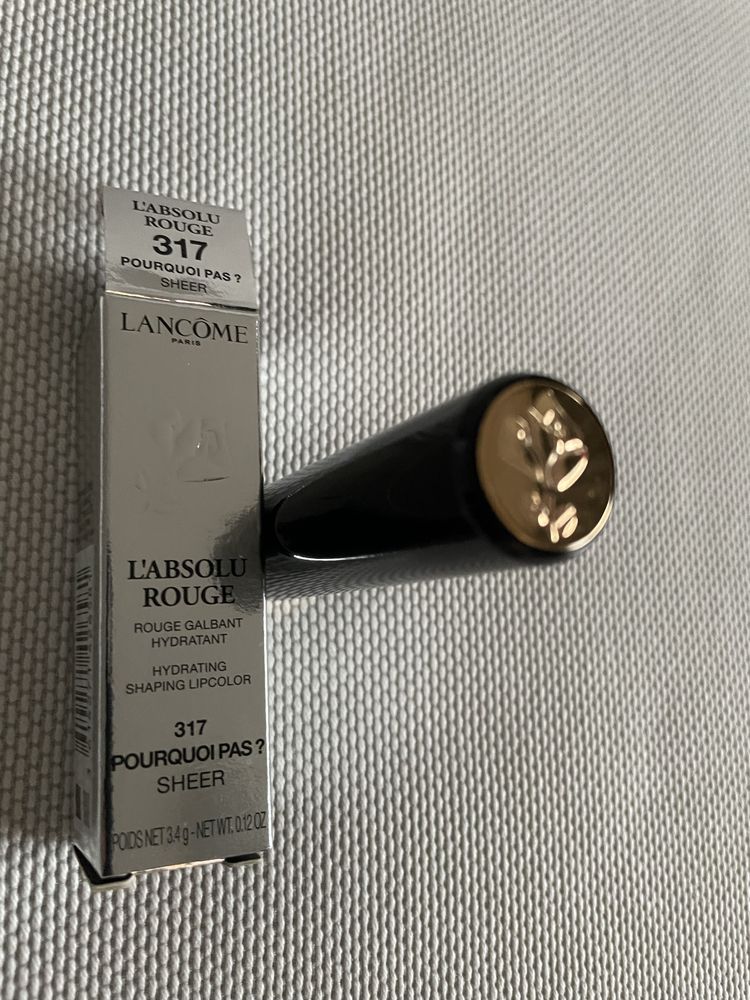 L'ABSOLU
ROUGE
317
POURQUOI PAS ?
SHEER
LANCÔME
PARIS
L'ABSOLU
ROUGE
ROUGE GALBANT
HYDRATANT
HYDRATING
SHAPING LIPCOLOR
317
POURQUOI PAS ?
SHEER
POIDS NET 3.4 g - NET WT. 0.12 OZ